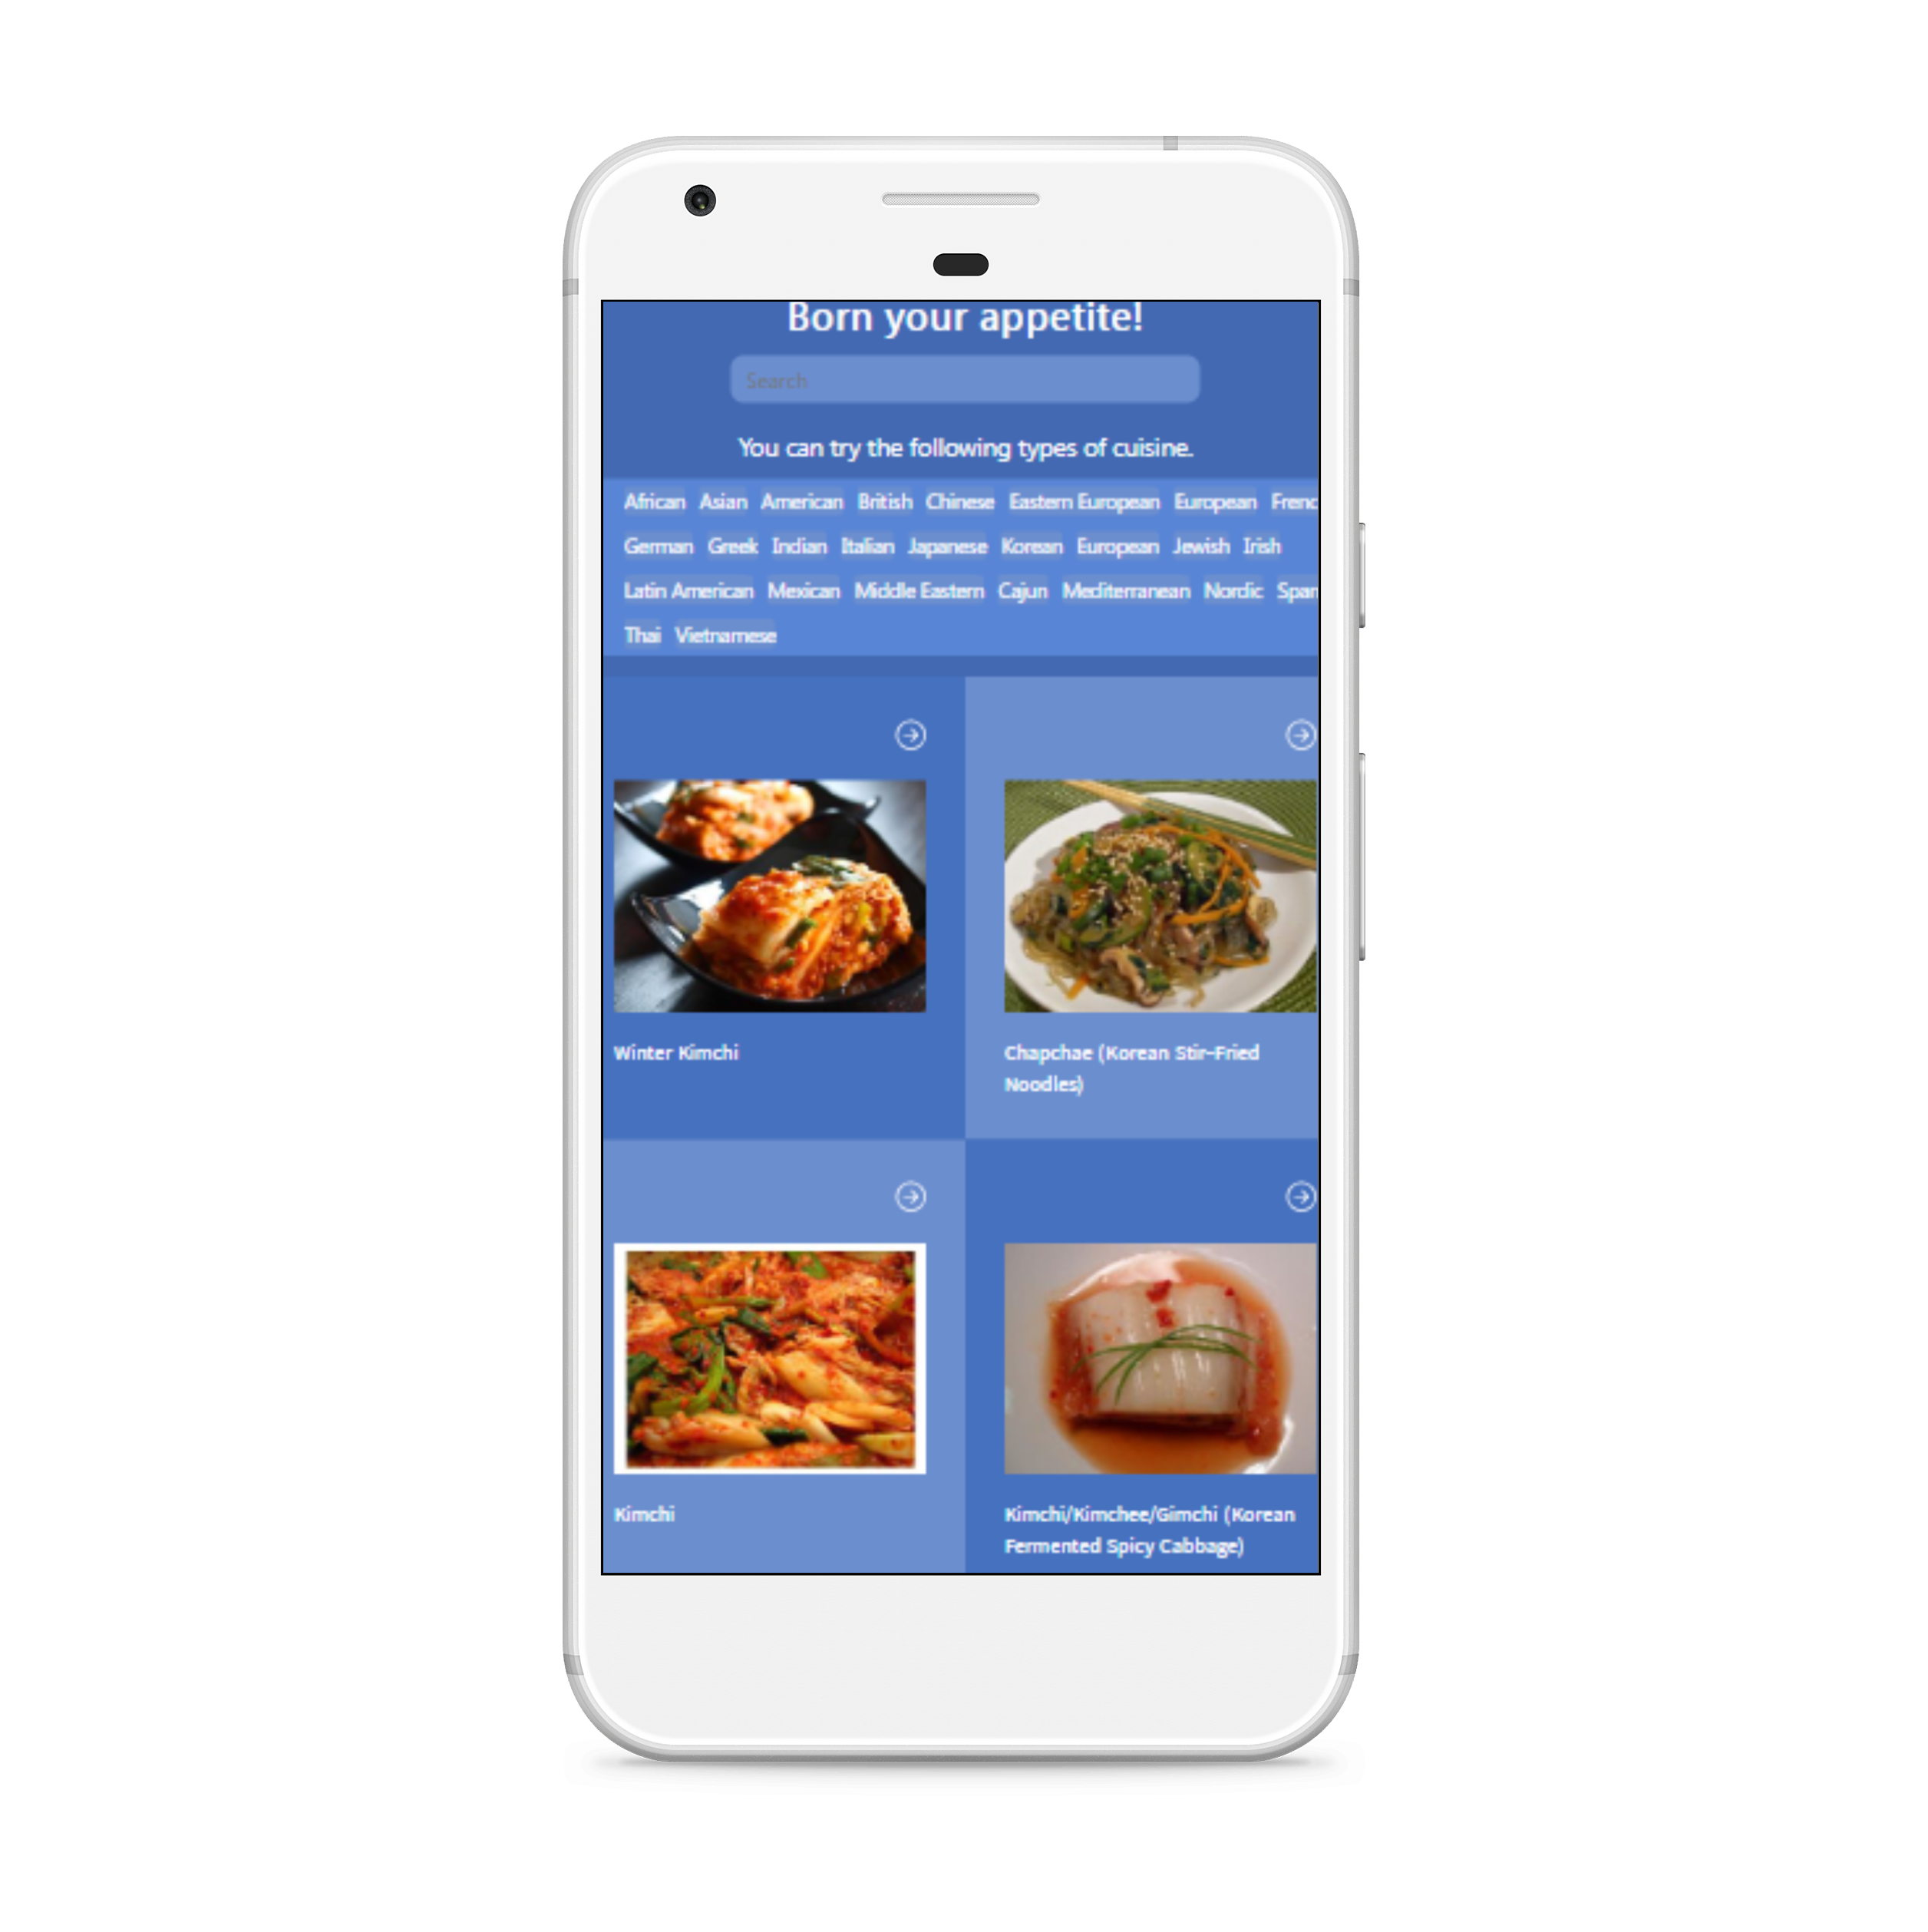 Born your appetite!
Search
You can try the following types of cuisine.
African Asian American British Chinese Eastern European European Frenc
German Greek Indian Italian Japanese Korean European Jewish Irish
Latin American Mexican Middle Eastern Cajun Mediterranean Nordic Span
Thai Vietnamese
Winter Kimchi
Chapchae (Korean Stir-Fried
Noodles)
Kimchi
Kimchi/Kimchee/Gimchi (Korean
Fermented Spicy Cabbage)